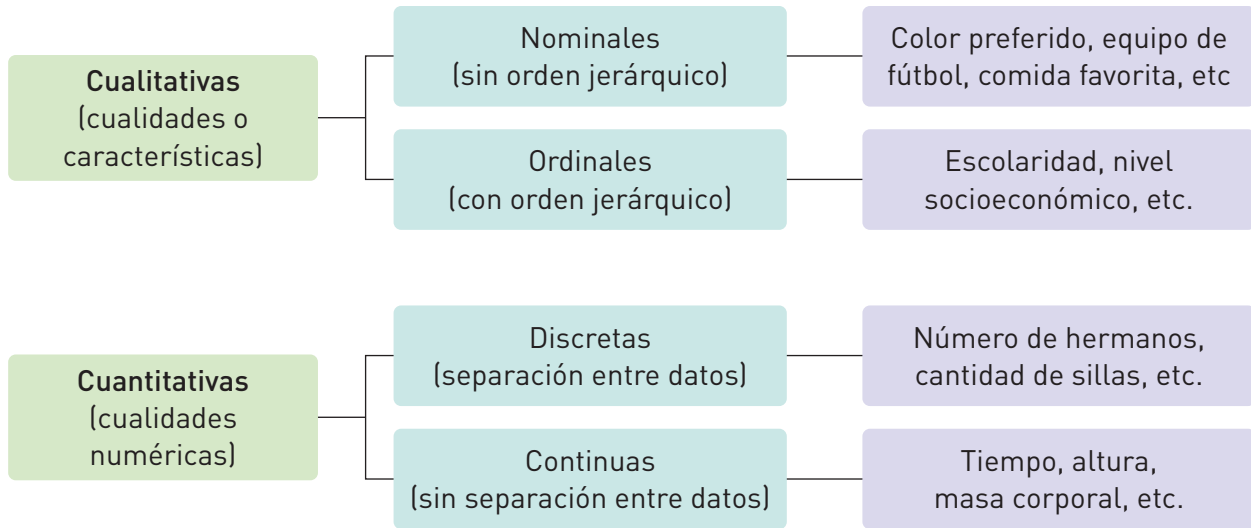 Cualitativas
(cualidades o
características)
Nominales
(sin orden jerárquico)
Color preferido, equipo de
fútbol, comida favorita, etc
Ordinales
(con orden jerárquico)
Escolaridad, nivel
socioeconómico, etc.
Cuantitativas
(cualidades
numéricas)
Discretas
(separación entre datos)
Número de hermanos,
cantidad de sillas, etc.
Continuas
(sin separación entre datos)
Tiempo, altura,
masa corporal, etc.